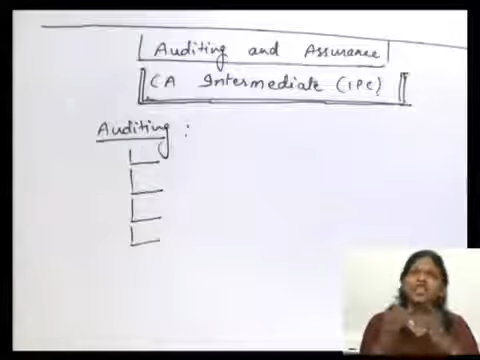 Auditing and Assurance
CA Intermediate (IPC)
Auditing :